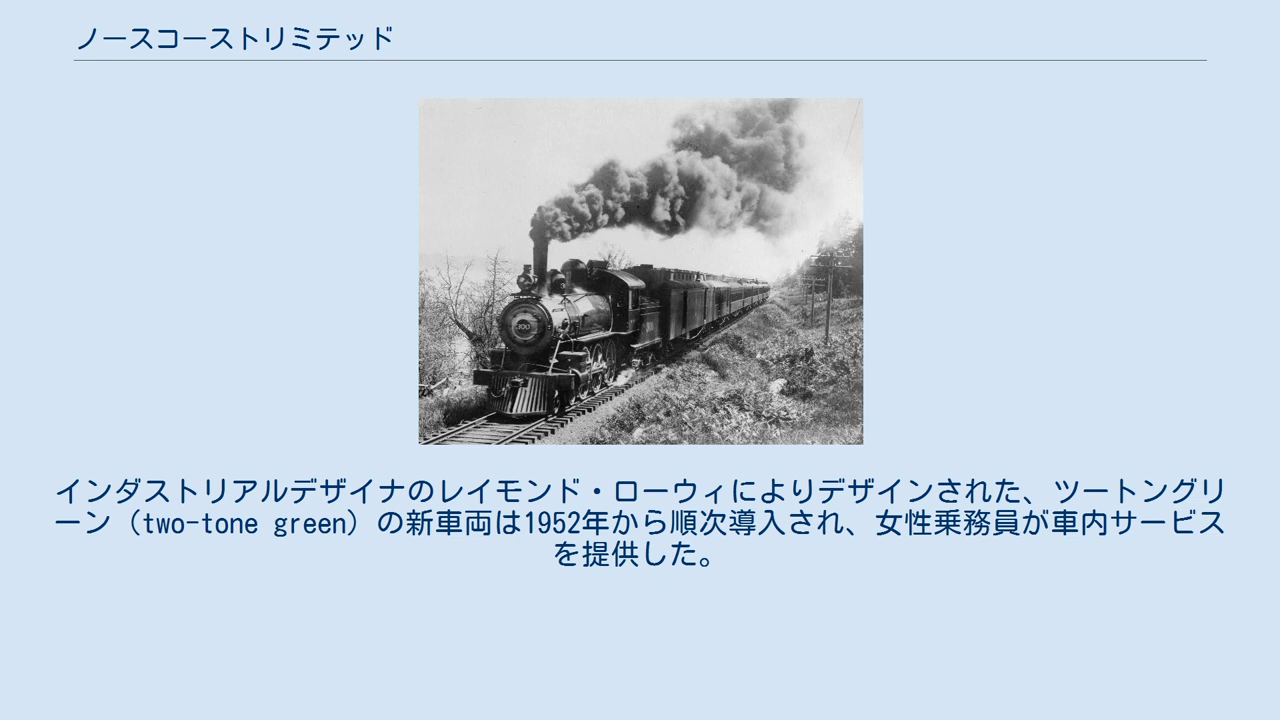 ノースコーストリミテッド
100
インダストリアルデザイナのレイモンド・ローウィによりデザインされた、ツートングリ
ーン（two-tone green）の新車両は1952年から順次導入され、女性乗務員が車内サービス
を提供した。